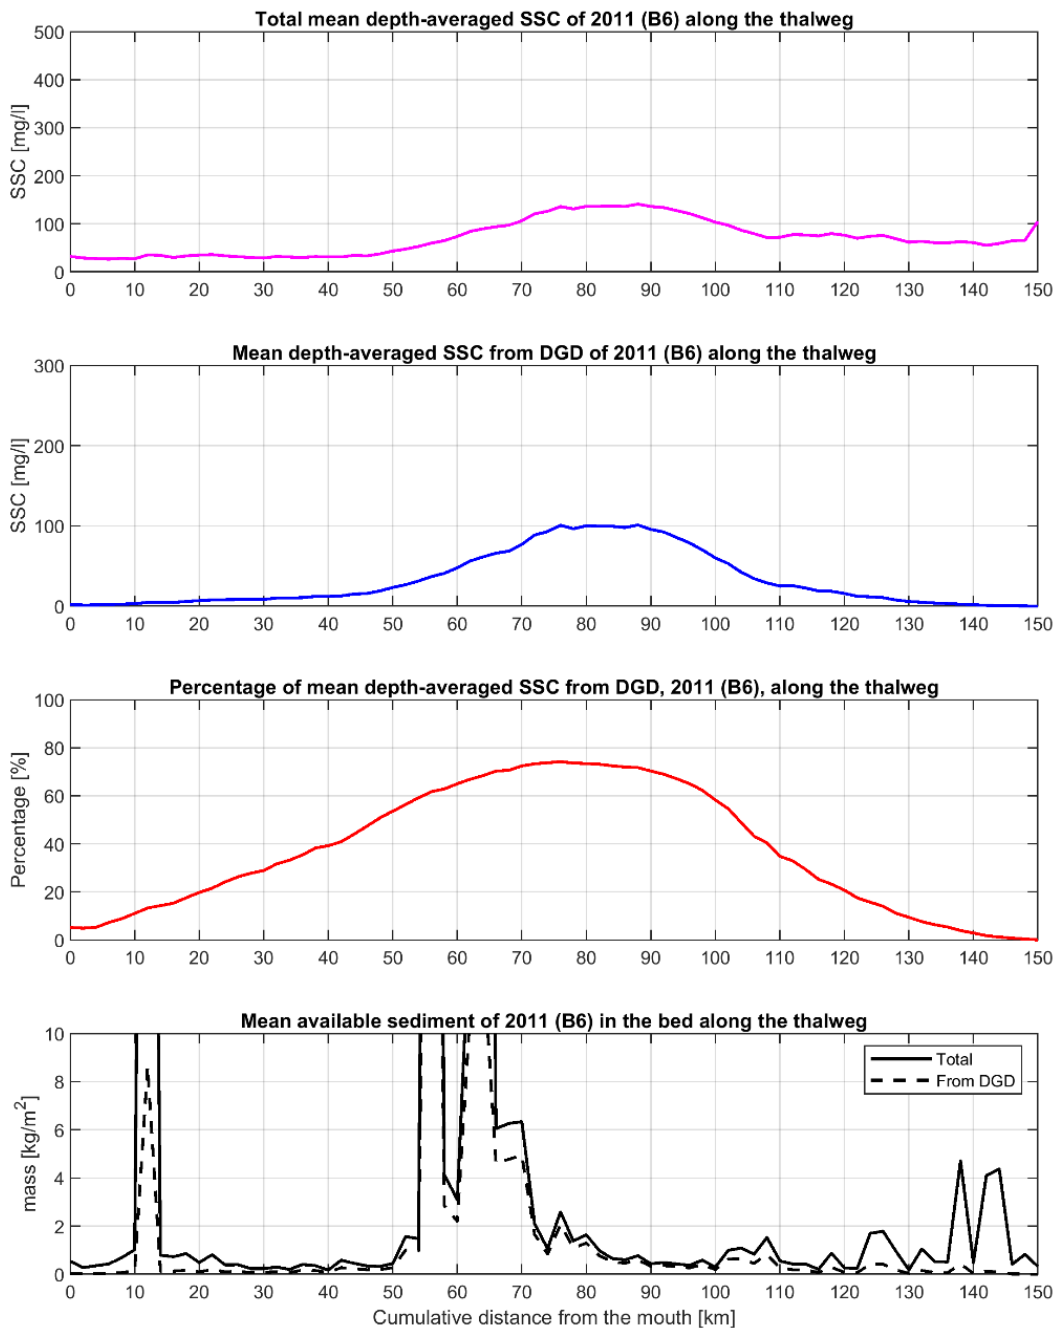 Total mean depth-averaged SSC of 2011 (B6) along the thalweg
500
400
300
200
100
0
SSC [mg/l]
0 10 20 30 40 50 60 70 80 90 100 110 120 130 140 150
Mean depth-averaged SSC from DGD of 2011 (B6) along the thalweg
300
200
100
0
SSC [mg/l]
0 10 20 30 40 50 60 70 80 90 100 110 120 130 140 150
Percentage of mean depth-averaged SSC from DGD, 2011 (B6), along the thalweg
100
80
60
40
20
0
Percentage [%]
0 10 20 30 40 50 60 70 80 90 100 110 120 130 140 150
Mean available sediment of 2011 (B6) in the bed along the thalweg
10
8
6
4
2
0
mass [kg/m²]
Total
From DGD
0 10 20 30 40 50 60 70 80 90 100 110 120 130 140 150
Cumulative distance from the mouth [km]